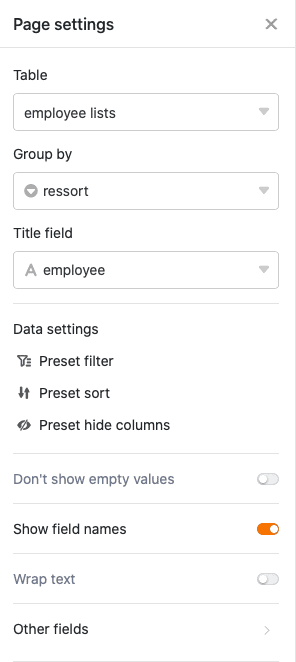 Page settings
Table
employee lists
Group by
ressort
Title field
employee
Data settings
Preset filter
Preset sort
Preset hide columns
Don't show empty values
Show field names
Wrap text
Other fields